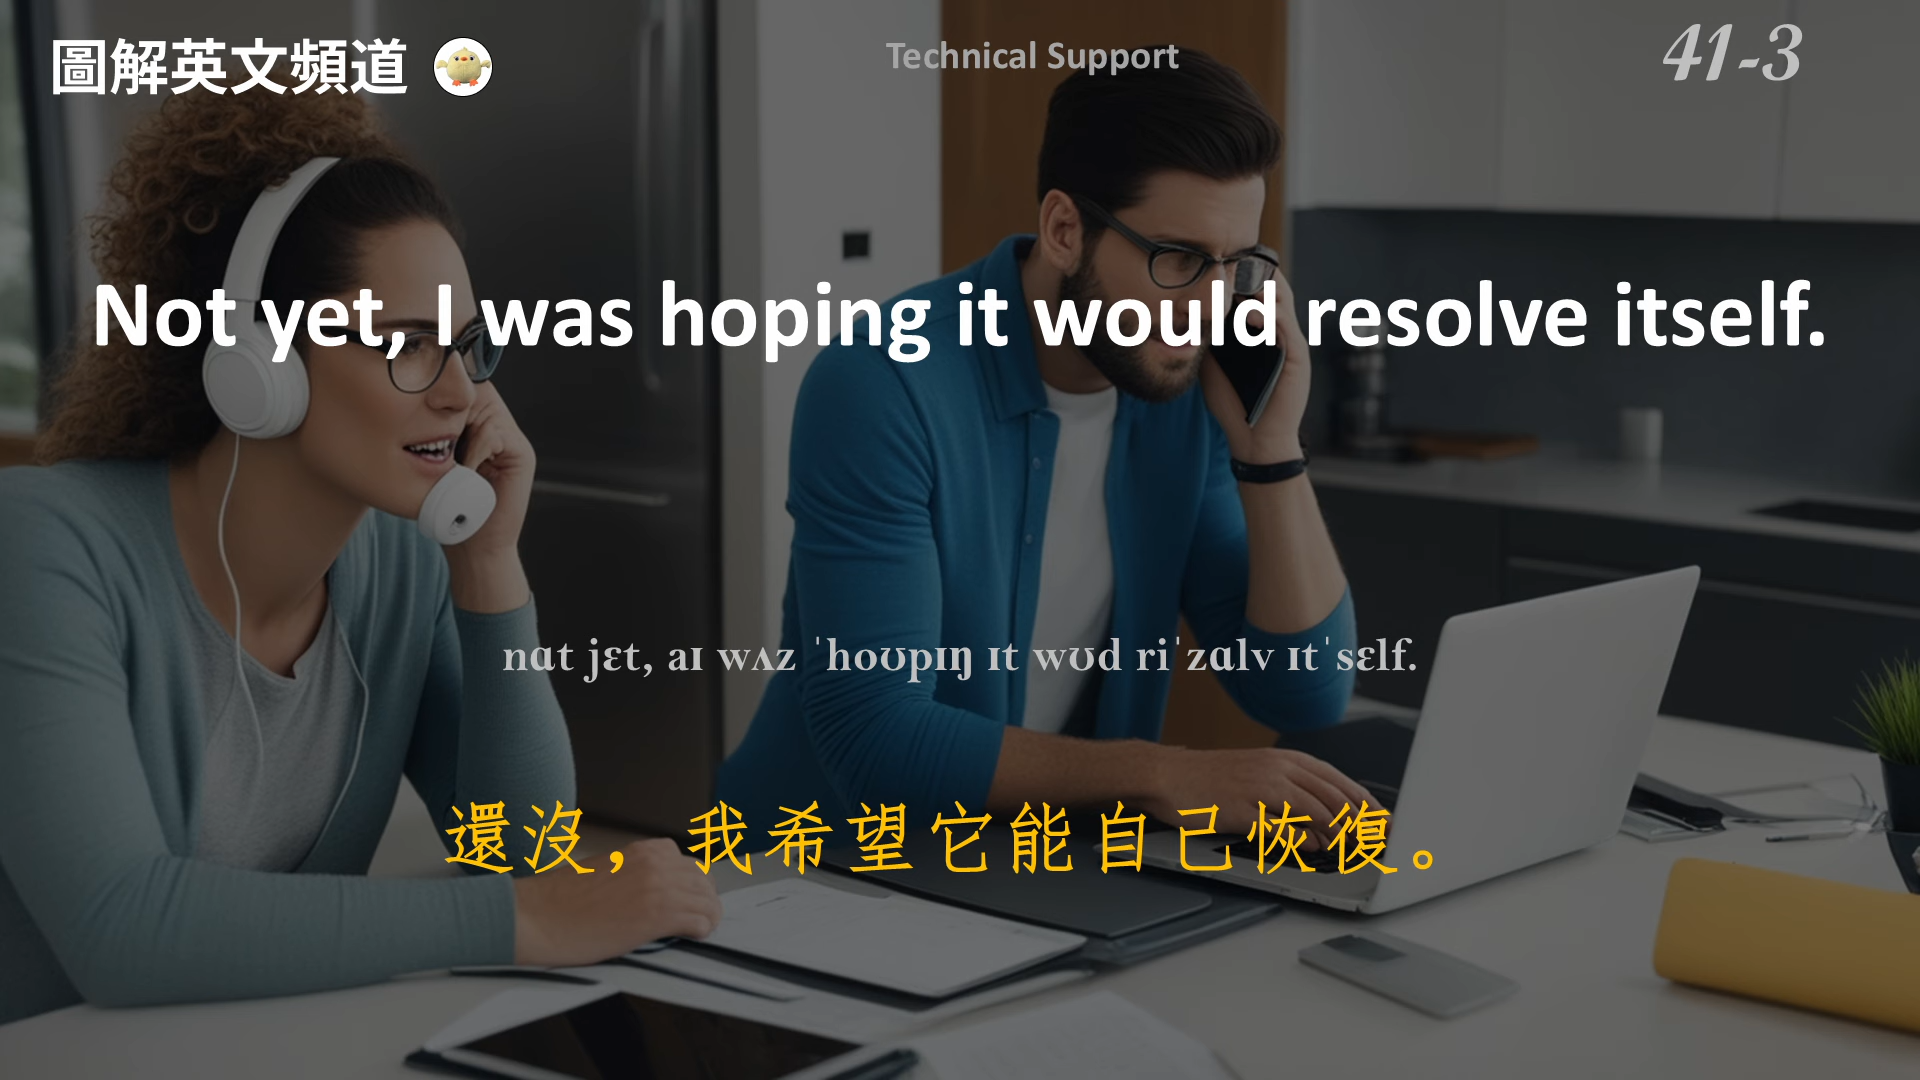 圖解英文頻道
Technical Support
41-3
Not yet, I was hoping it would resolve itself.
nɑt jɛt, aɪ wʌz ˈhoʊpɪŋ ɪt wʊd riˈzɑlv ɪtˈsɛlf.
還沒，我希望它能自己恢復。